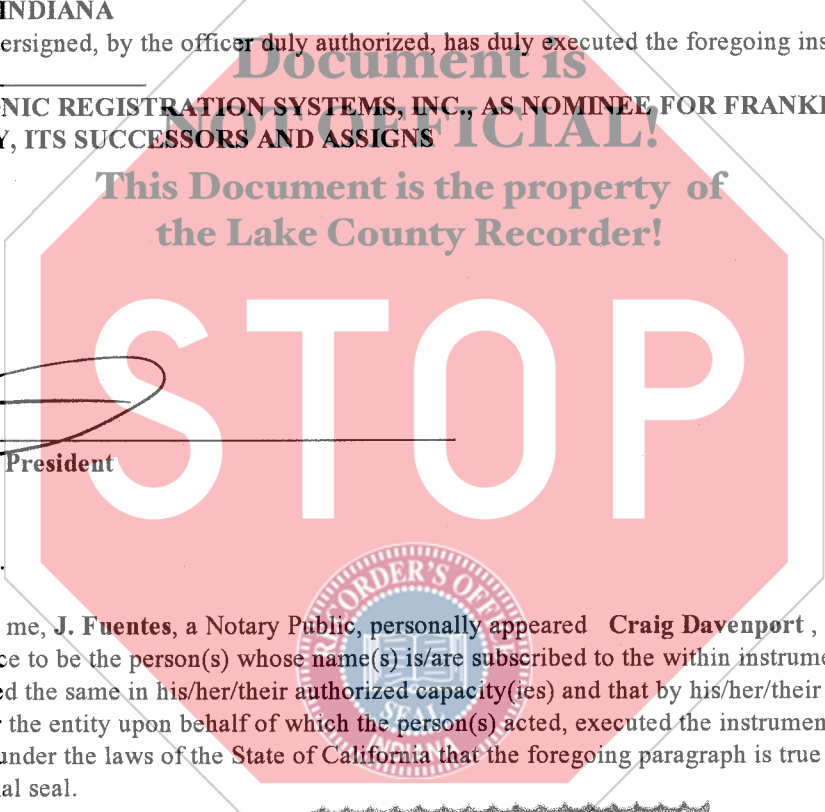 INDIANA
ersigned, by the officer duly authorized, has duly executed the foregoing ins
Document is
NIC REGISTRATION SYSTEMS, INC., AS NOMINEE FOR FRANKI
NOT OFFICIAL!
Y, ITS SUCCESSORS AND ASSIGNS
This Document is the property of
the Lake County Recorder!
STOP
President
RECORDER'S OFFICE
me, J. Fuentes, a Notary Public, personally appeared Craig Davenport ,
ce to be the person(s) whose name(s) is/are subscribed to the within instrume
ed the same in his/her/their authorized capacity(ies) and that by his/her/their
r the entity upon behalf of which the person(s) acted, executed the instrumen
SEAL
INDIANA
under the laws of the State of California that the foregoing paragraph is true
al seal.